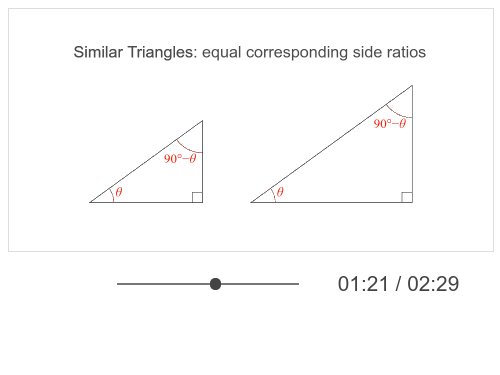 Similar Triangles: equal corresponding side ratios
90°−θ
90°−θ
θ
θ
01:21 / 02:29